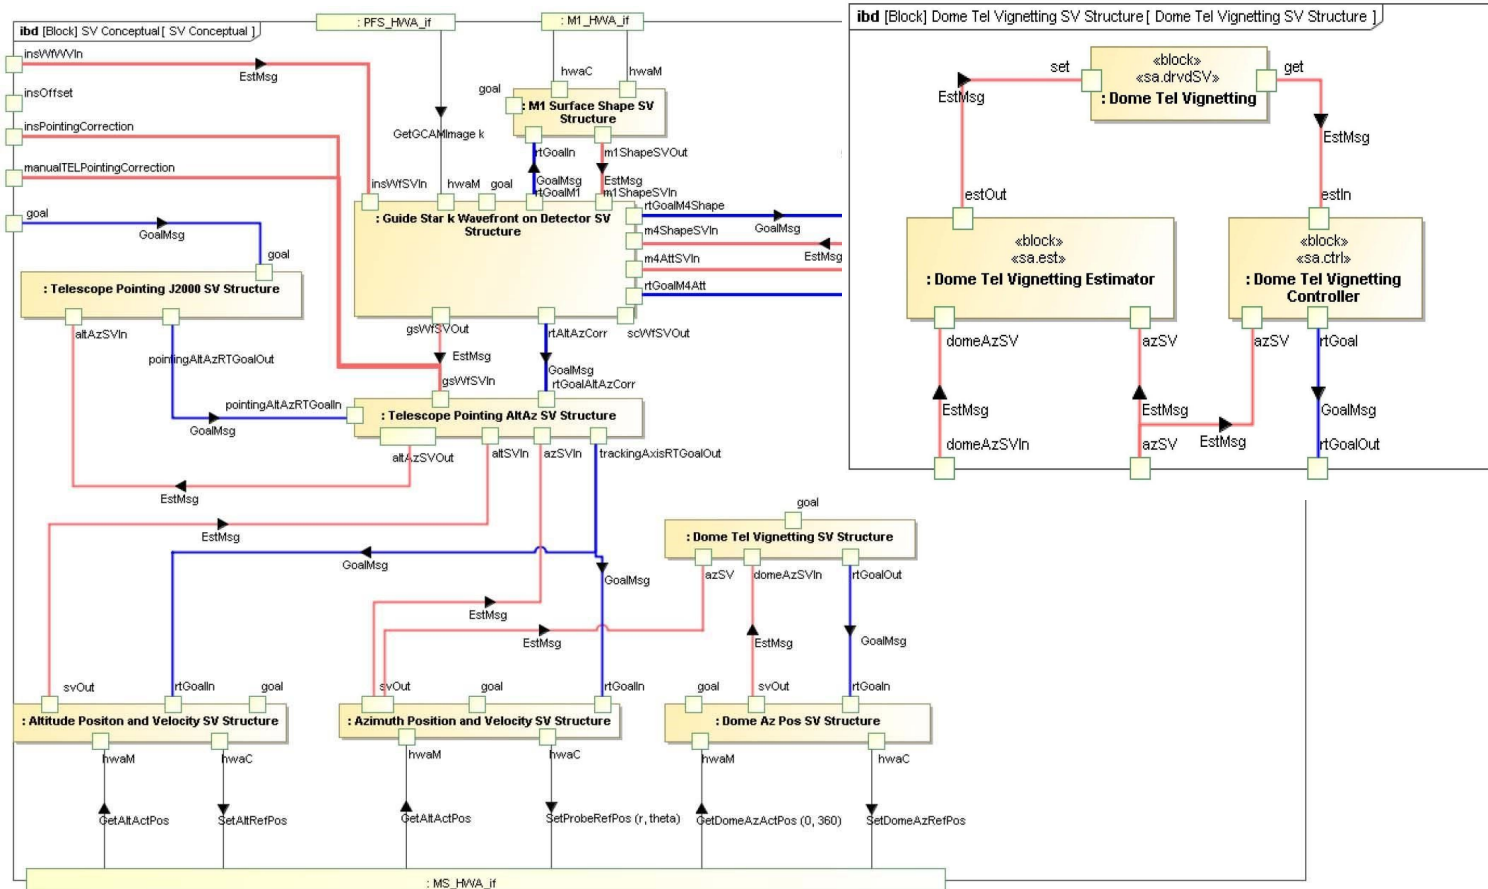 ibd [Block] SV Conceptual[ SV Conceptual ]
: PFS_HWA_if
: M1_HWA_if
insWfWVIn
EstMsg
insOffset
insPointingCorrection
manualTELPointingCorrection
goal
GoalMsg
goal
GetGCAMImage k
hwaC
hwaM
goal
: M1 Surface Shape SV
Structure
rtGoalIn
m1ShapeSVOut
GoalMsg
EstMsg
insWfSVIn
hwaM
goal
rtGoalM1
m1ShapeSVIn
: Guide Star k Wavefront on Detector SV
Structure
rtGoalM4Shape
GoalMsg
m4ShapeSVIn
EstMsg
m4AttSVIn
rtGoalM4Att
gsWfSVOut
rtAltAzCorr
scWfSVOut
: Telescope Pointing J2000 SV Structure
altAzSVIn
pointingAltAzRTGoalOut
EstMsg
GoalMsg
gsWfSVIn
rtGoalAltAzCorr
pointingAltAzRTGoalIn
GoalMsg
: Telescope Pointing AltAz SV Structure
altAzSVOut
altSVIn
azSVIn
trackingAxisRTGoalOut
EstMsg
EstMsg
GoalMsg
GoalMsg
EstMsg
EstMsg
goal
: Dome Tel Vignetting SV Structure
azSV
domeAzSVIn
rtGoalOut
EstMsg
GoalMsg
svOut
rtGoalIn
goal
: Altitude Positon and Velocity SV Structure
hwaM
hwaC
GetAltActPos
SetAltRefPos
svOut
goal
rtGoalIn
: Azimuth Position and Velocity SV Structure
hwaM
hwaC
GetAltActPos
SetProbeRefPos (r, theta)
goal
svOut
rtGoalIn
: Dome Az Pos SV Structure
hwaM
hwaC
GetDomeAzActPos (0, 360)
SetDomeAzRefPos
: MS_HWA_if
ibd [Block] Dome Tel Vignetting SV Structure [ Dome Tel Vignetting SV Structure ]
set
«block»
«sa.drvdSV»
: Dome Tel Vignetting
get
EstMsg
EstMsg
estOut
estIn
«block»
«sa.est»
: Dome Tel Vignetting Estimator
«block»
«sa.ctrl»
: Dome Tel Vignetting
Controller
domeAzSV
azSV
azSV
rtGoal
EstMsg
EstMsg
EstMsg
GoalMsg
domeAzSVIn
azSV
rtGoalOut